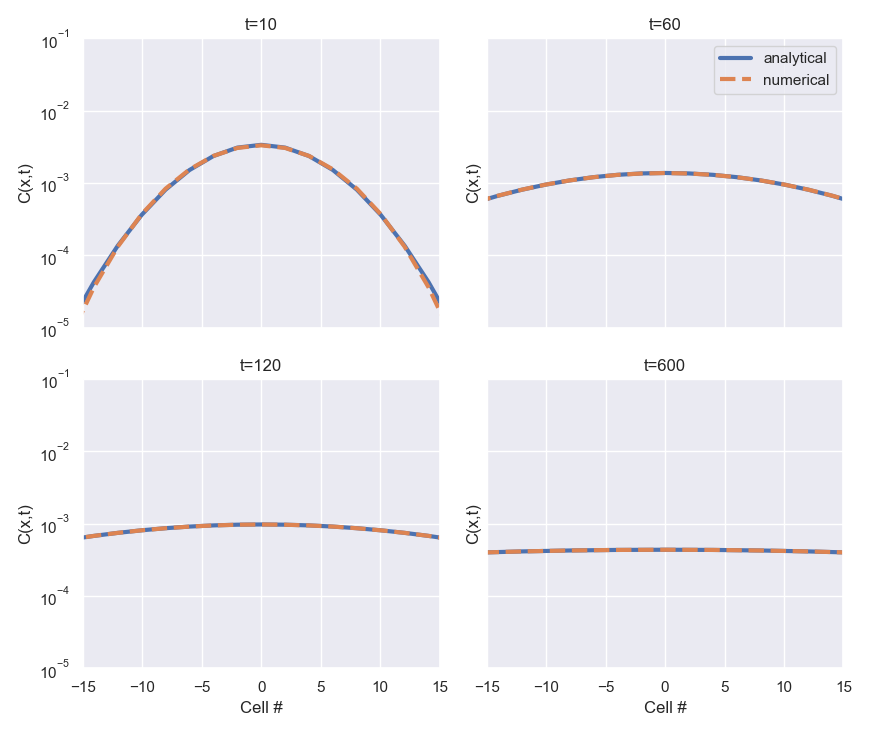 t=10
t=60
C(x,t)
10⁻¹
10⁻²
10⁻³
10⁻⁴
10⁻⁵
C(x,t)
analytical
numerical
t=120
t=600
C(x,t)
10⁻¹
10⁻²
10⁻³
10⁻⁴
10⁻⁵
C(x,t)
−15 −10 −5 0 5 10 15
−15 −10 −5 0 5 10 15
Cell #
Cell #